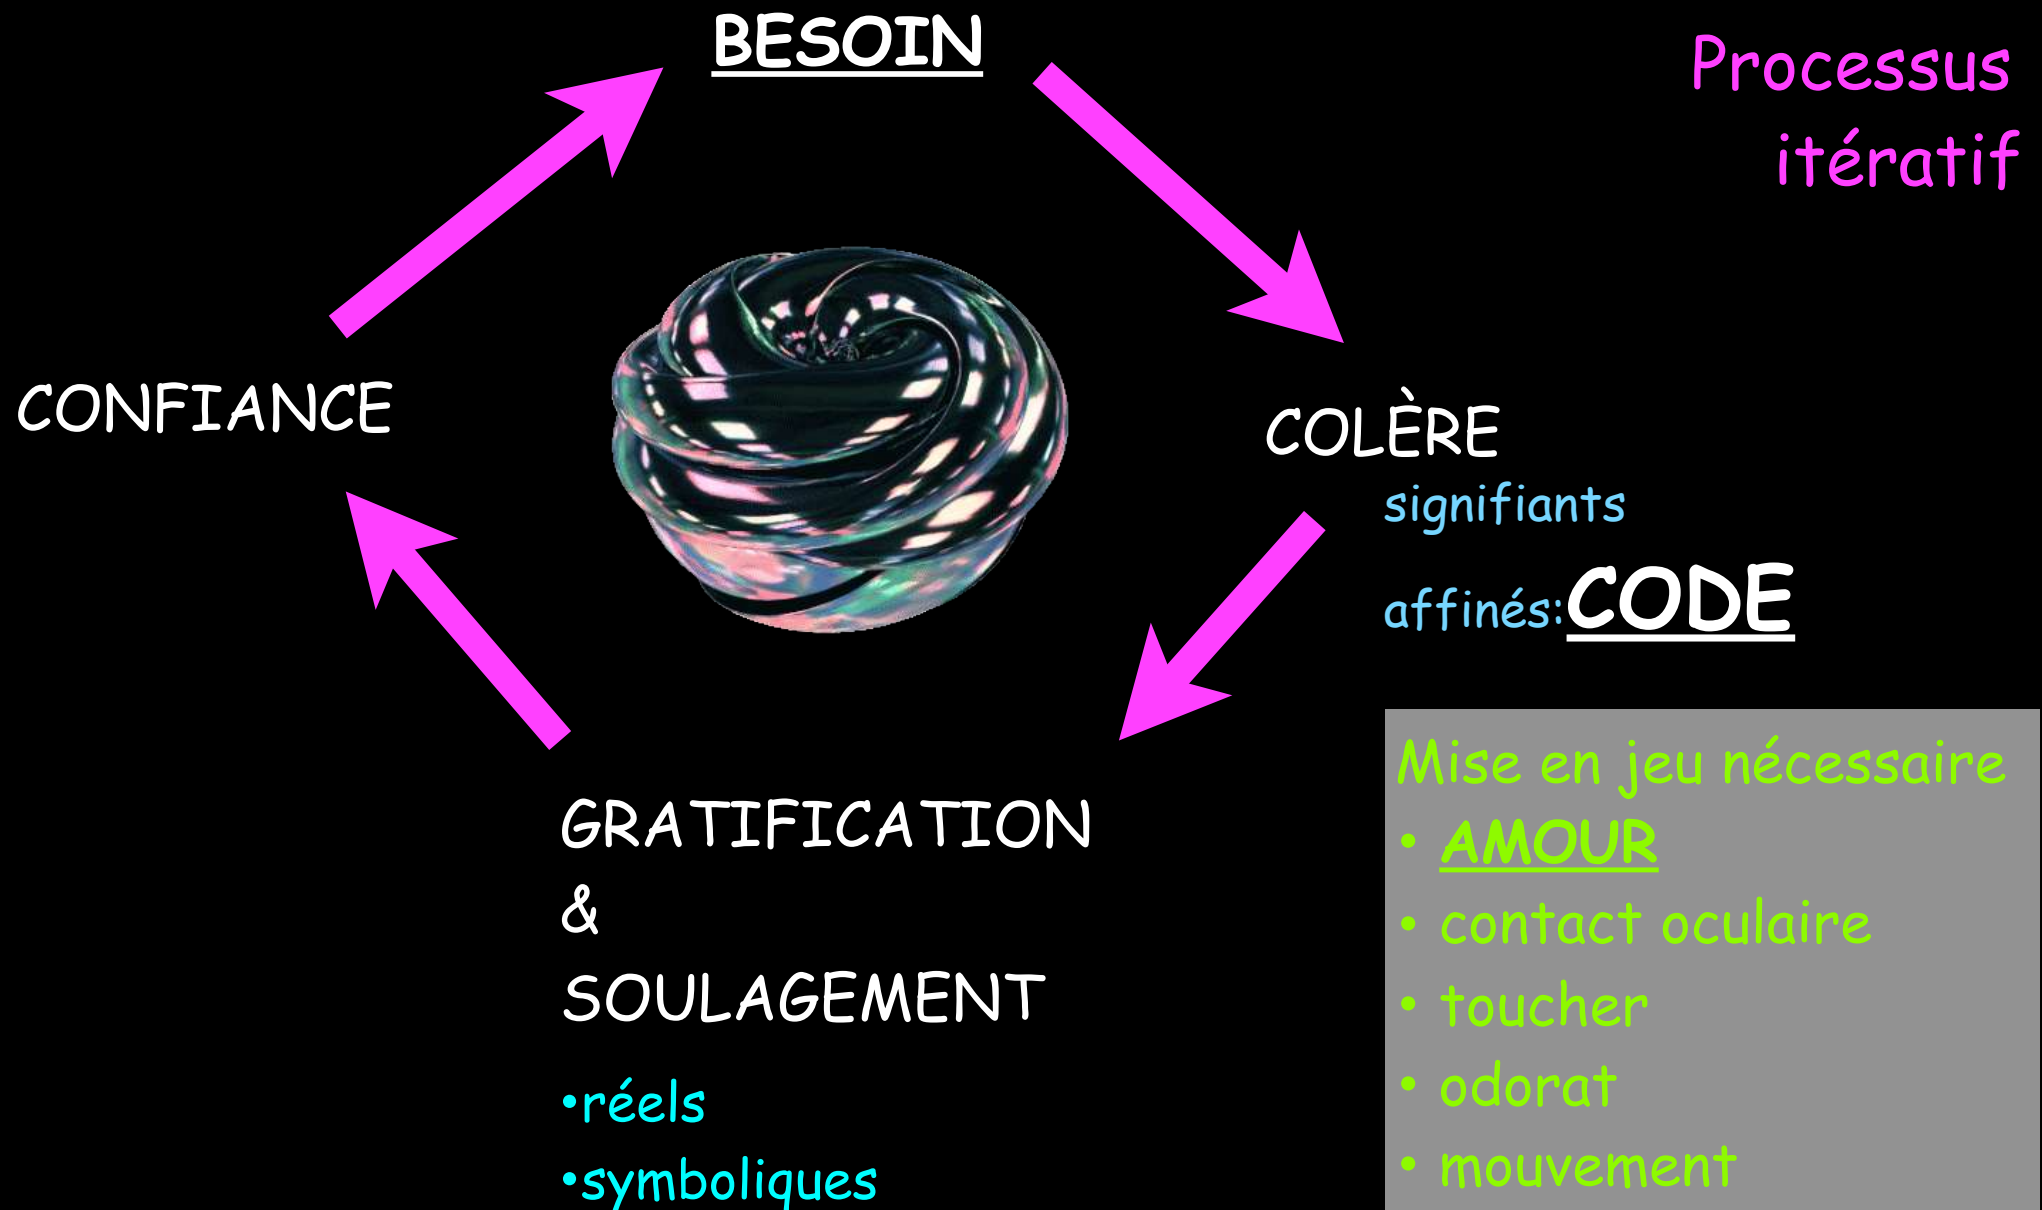 BESOIN
Processus
itératif
CONFIANCE
COLÈRE
signifiants
affinés:CODE
GRATIFICATION
&
SOULAGEMENT
•réels
•symboliques
Mise en jeu nécessaire
• AMOUR
• contact oculaire
• toucher
• odorat
• mouvement